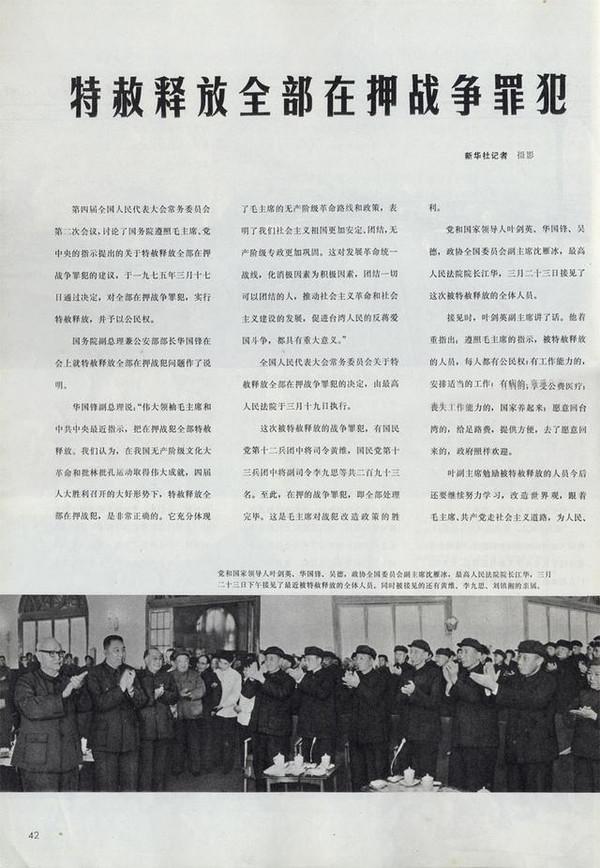 特赦释放全部在押战争罪犯
新华社记者 摄影
第四届全国人民代表大会常务委员会
第二次会议,讨论了国务院遵照毛主席、党
中央的指示提出的关于特赦释放全部在押
战争罪犯的建议,于一九七五年三月十七
日通过决定,对全部在押战争罪犯,实行
特赦释放,并予以公民权。
国务院副总理兼公安部部长华国锋在
会上就特赦释放全部在押战犯问题作了说
明。
华国锋副总理说:“伟大领袖毛主席和
中共中央最近指示,把在押战犯全部特赦
释放。我们认为,在我国无产阶级文化大
革命和批林批孔运动取得伟大成就,四届
人大胜利召开的大好形势下,特赦释放全
部在押战犯,是非常正确的。它充分体现
了毛主席的无产阶级革命路线和政策,表
明了我们社会主义祖国更加安定、团结,无
产阶级专政更加巩固。这对发展革命统一
战线,化消极因素为积极因素,团结一切
可以团结的人,推动社会主义革命和社会
主义建设的发展,促进台湾人民的反蒋爱
国斗争,都具有重大意义。”
全国人民代表大会常务委员会关于特
赦释放全部在押战争罪犯的决定,由最高
人民法院于三月十九日执行。
这次被特赦释放的战争罪犯,有国民
党第十二兵团中将司令黄维,国民党第十
三兵团中将副司令李九思等共二百九十三
名。至此,在押的战争罪犯,即全部处理
完毕。这是毛主席对战犯改造政策的胜
利。
党和国家领导人叶剑英、华国锋、吴
德,政协全国委员会副主席沈雁冰,最高
人民法院院长江华,三月二十三日接见了
这次被特赦释放的全体人员。
接见时,叶剑英副主席讲了话。他着
重指出:遵照毛主席的指示,被特赦释放
的人员,每人都有公民权;有工作能力的,
安排适当的工作;有病的,享受公费医疗;
丧失工作能力的,国家养起来;愿意回台
湾的,给足路费,提供方便,去了愿意回
来的,政府照样欢迎。
叶副主席勉励被特赦释放的人员今后
还要继续努力学习,改造世界观,跟着
毛主席、共产党走社会主义道路,为人民、
党和国家领导人叶剑英、华国锋、吴德,政协全国委员会副主席沈雁冰,最高人民法院院长江华,三月
二十三日下午接见了最近被特赦释放的全体人员。同时被接见的还有黄维、李九思、刘镇湘的亲属。
42